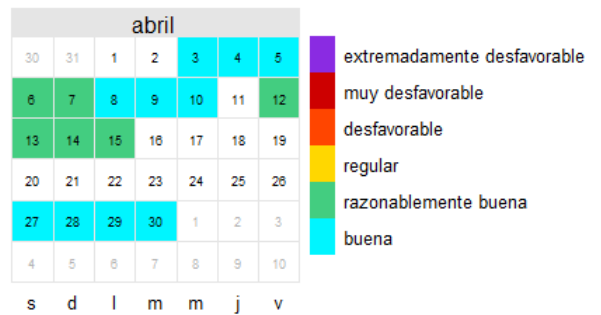 abril
30 31 1 2 3 4 5
6 7 8 9 10 11 12
13 14 15 16 17 18 19
20 21 22 23 24 25 26
27 28 29 30 1 2 3
4 5 6 7 8 9 10
s d l m m j v
extremadamente desfavorable
muy desfavorable
desfavorable
regular
razonablemente buena
buena